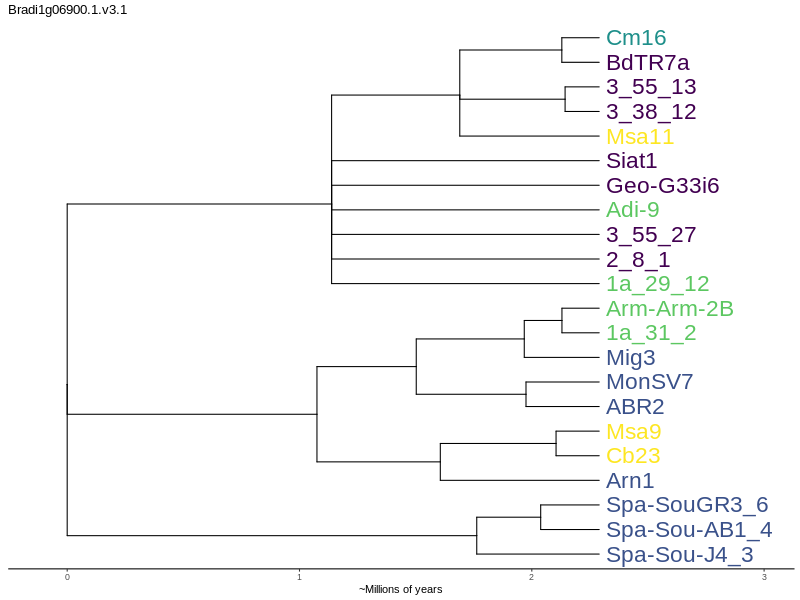 Bradi1g06900.1.v3.1
Cm16
BdTR7a
3_55_13
3_38_12
Msa11
Siat1
Geo-G33i6
Adi-9
3_55_27
2_8_1
1a_29_12
Arm-Arm-2B
1a_31_2
Mig3
MonSV7
ABR2
Msa9
Cb23
Arn1
Spa-SouGR3_6
Spa-Sou-AB1_4
Spa-Sou-J4_3
0 1 2 3
~Millions of years